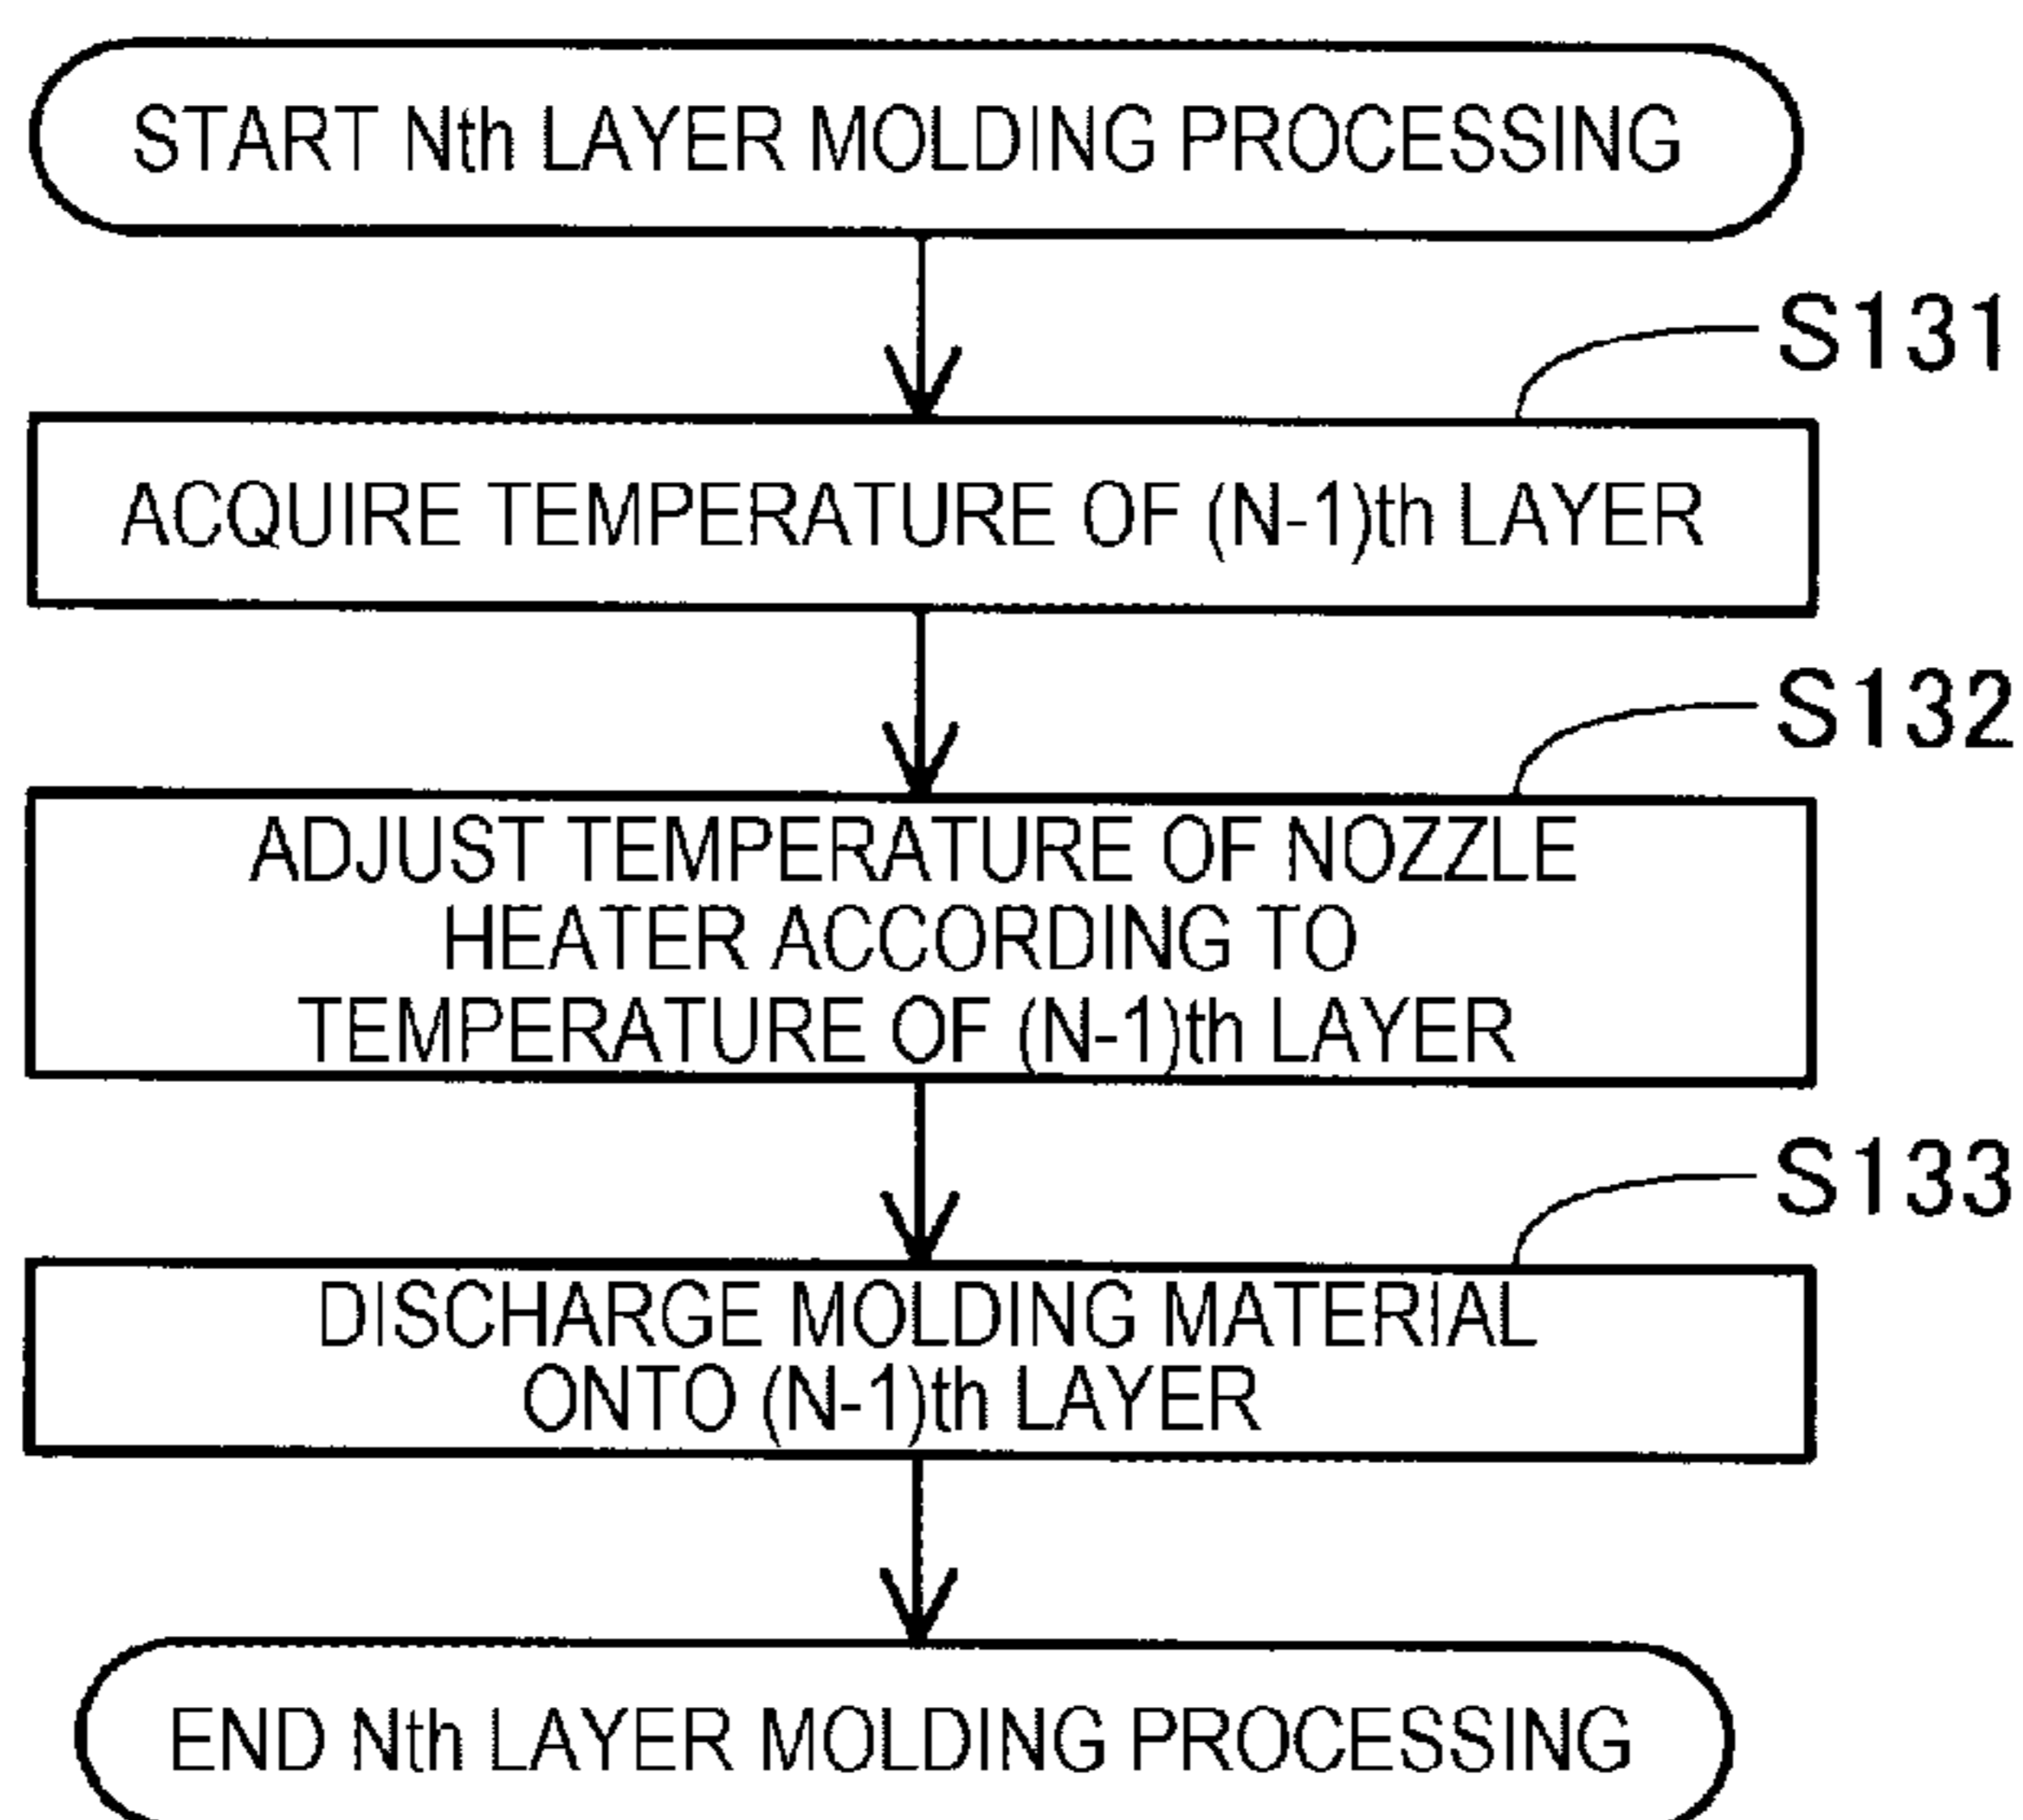 START Nth LAYER MOLDING PROCESSING
S131
ACQUIRE TEMPERATURE OF (N-1)th LAYER
S132
ADJUST TEMPERATURE OF NOZZLE
HEATER ACCORDING TO
TEMPERATURE OF (N-1)th LAYER
S133
DISCHARGE MOLDING MATERIAL
ONTO (N-1)th LAYER
END Nth LAYER MOLDING PROCESSING